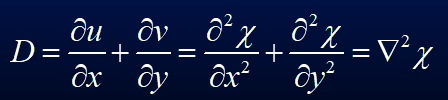 D = ∂u/∂x + ∂v/∂y = ∂²χ/∂x² + ∂²χ/∂y² = ∇²χ